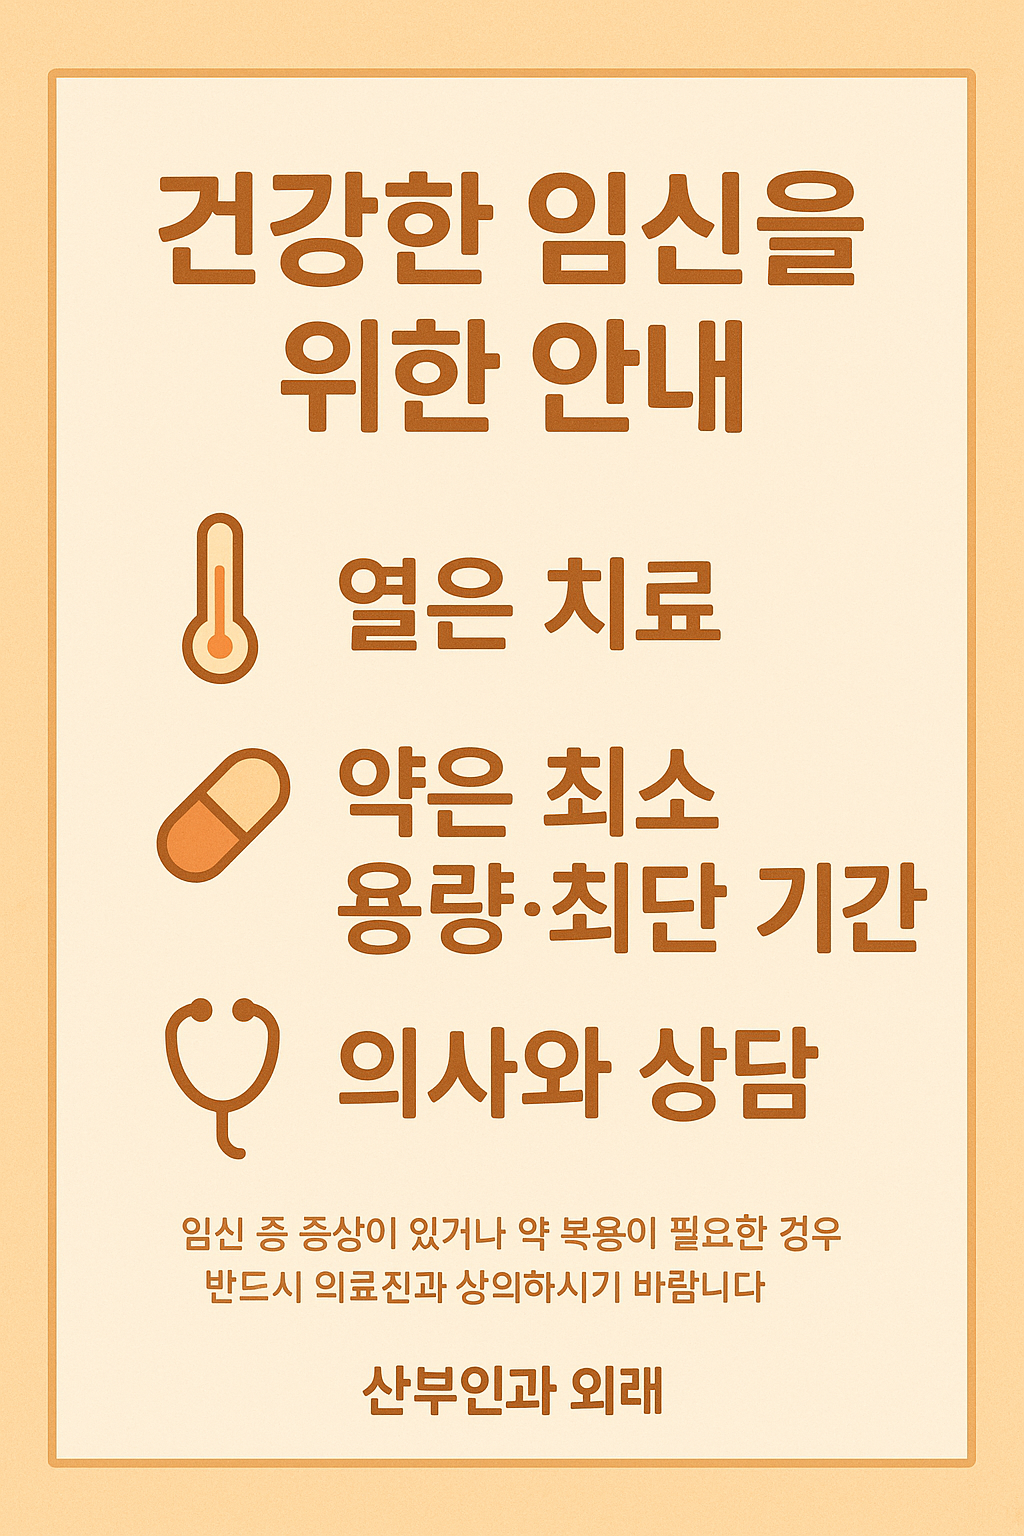 건강한 임신을
위한 안내
열은 치료
약은 최소
용량·최단 기간
의사와 상담
임신 증 증상이 있거나 약 복용이 필요한 겅우
반드시 의료진과 상의하시기 바람니다
산부인과 외래